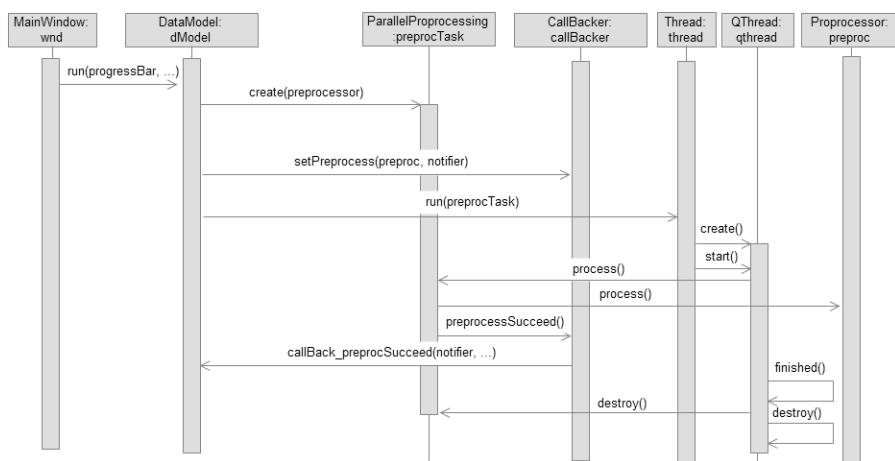 MainWindow:
wnd
DataModel:
dModel
ParallelProprocessing
:preprocTask
CallBacker:
callBacker
Thread:
thread
QThread:
qthread
Proprocessor:
preproc
run(progressBar, ...)
create(preprocessor)
setPreprocess(preproc, notifier)
run(preprocTask)
create()
start()
process()
process()
preprocessSucceed()
callBack_preprocSucceed(notifier, ...)
finished()
destroy()
destroy()